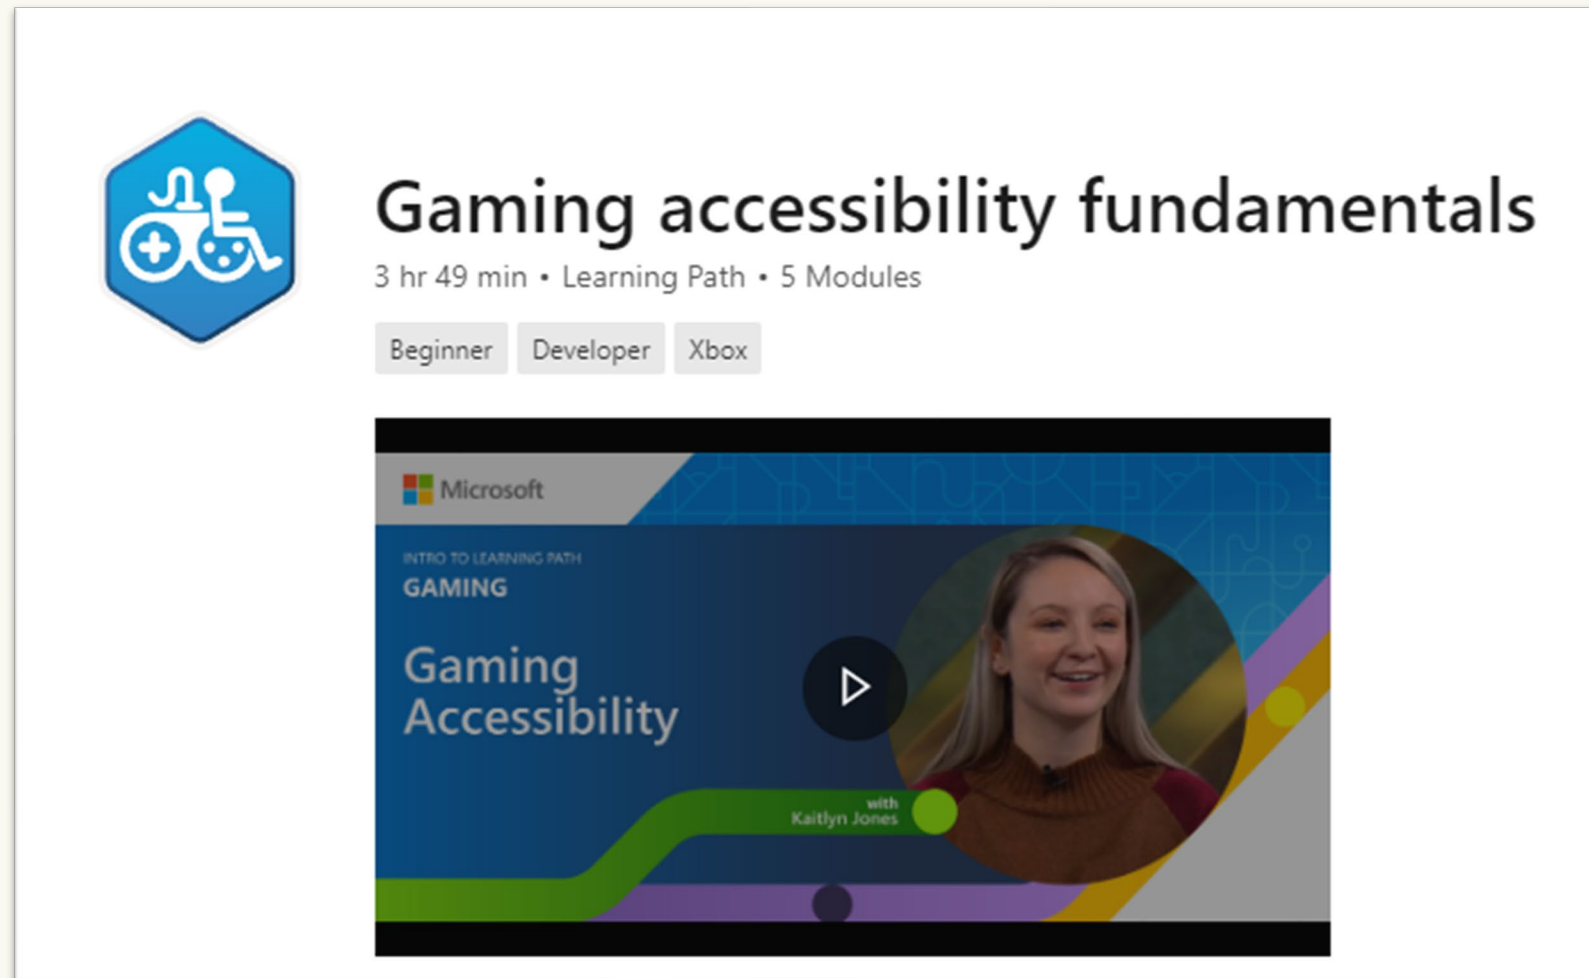 Gaming accessibility fundamentals
3 hr 49 min • Learning Path • 5 Modules
Beginner Developer Xbox
Microsoft
INTRO TO LEARNING PATH
GAMING
Gaming
Accessibility
with
Kaitlyn Jones